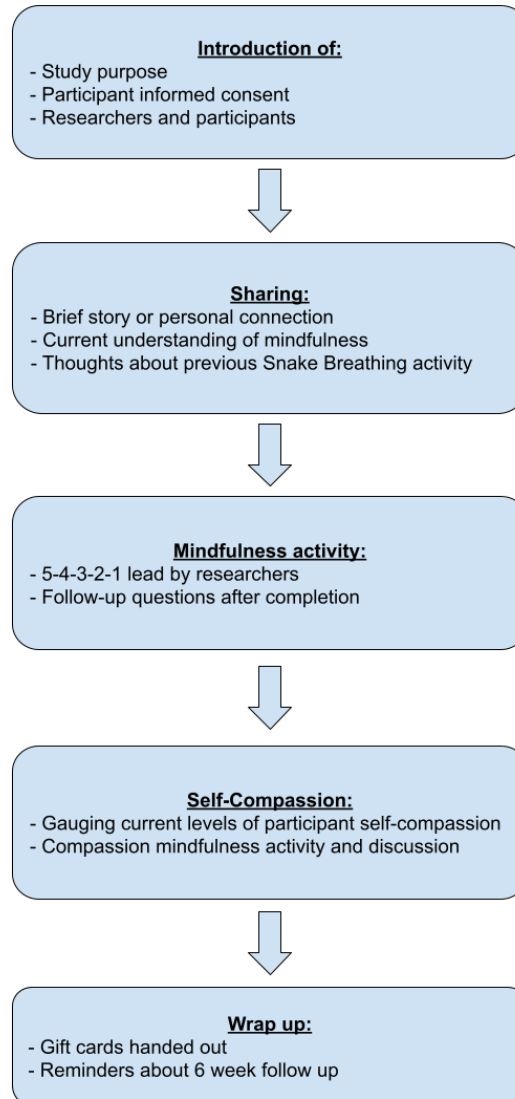 Introduction of:
- Study purpose
- Participant informed consent
- Researchers and participants
Sharing:
- Brief story or personal connection
- Current understanding of mindfulness
- Thoughts about previous Snake Breathing activity
Mindfulness activity:
- 5-4-3-2-1 lead by researchers
- Follow-up questions after completion
Self-Compassion:
- Gauging current levels of participant self-compassion
- Compassion mindfulness activity and discussion
Wrap up:
- Gift cards handed out
- Reminders about 6 week follow up